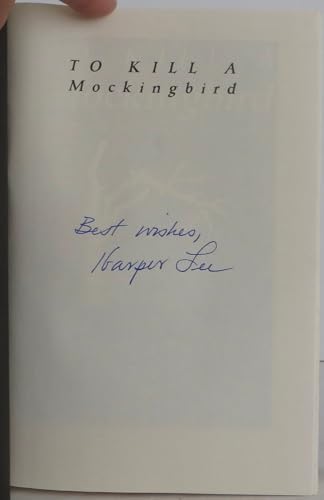 TO KILL A
Mockingbird
Best wishes,
Harper Lee